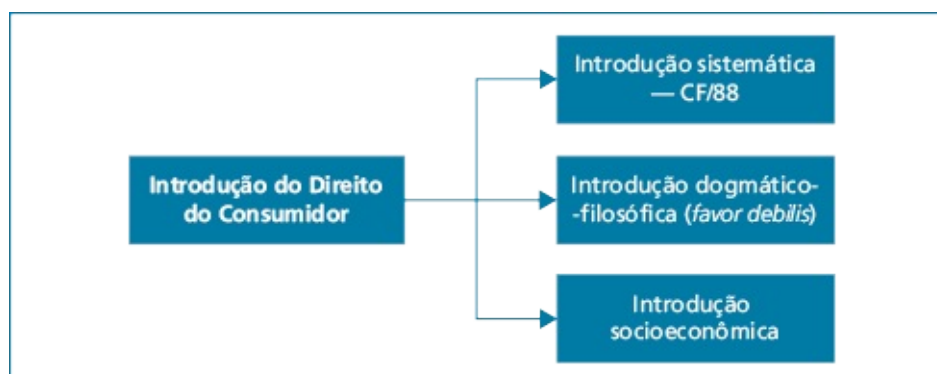 Introdução do Direito
do Consumidor
Introdução sistemática
— CF/88
Introdução dogmático-
-filosófica (favor debilis)
Introdução
socioeconômica